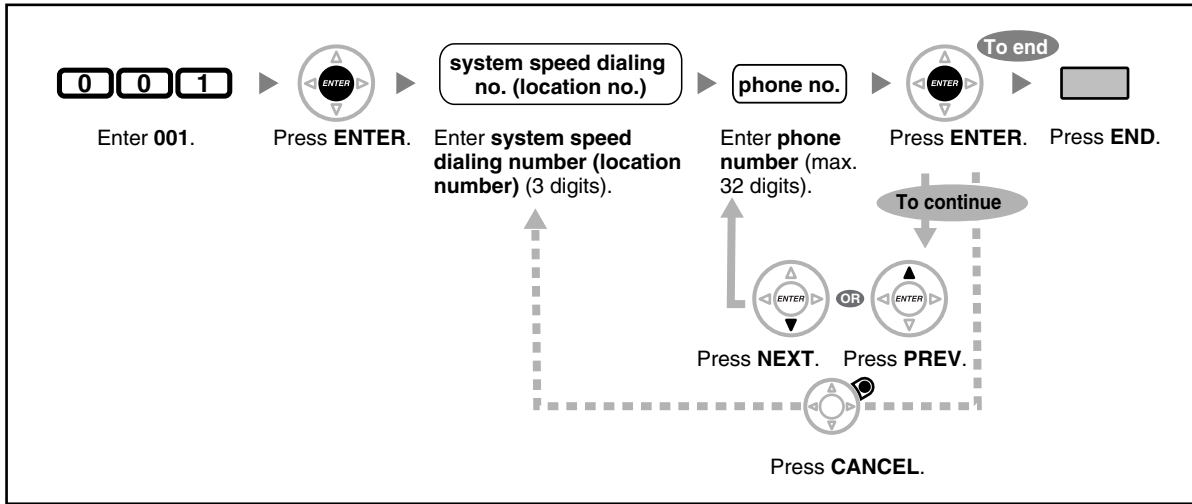 To end
0 0 1
ENTER
system speed dialing
no. (location no.)
phone no.
ENTER
Enter 001.
Press ENTER.
Enter system speed
dialing number (location
number) (3 digits).
Enter phone
number (max.
32 digits).
Press ENTER.
Press END.
To continue
ENTER
OR
ENTER
Press NEXT.
Press PREV.
Press CANCEL.